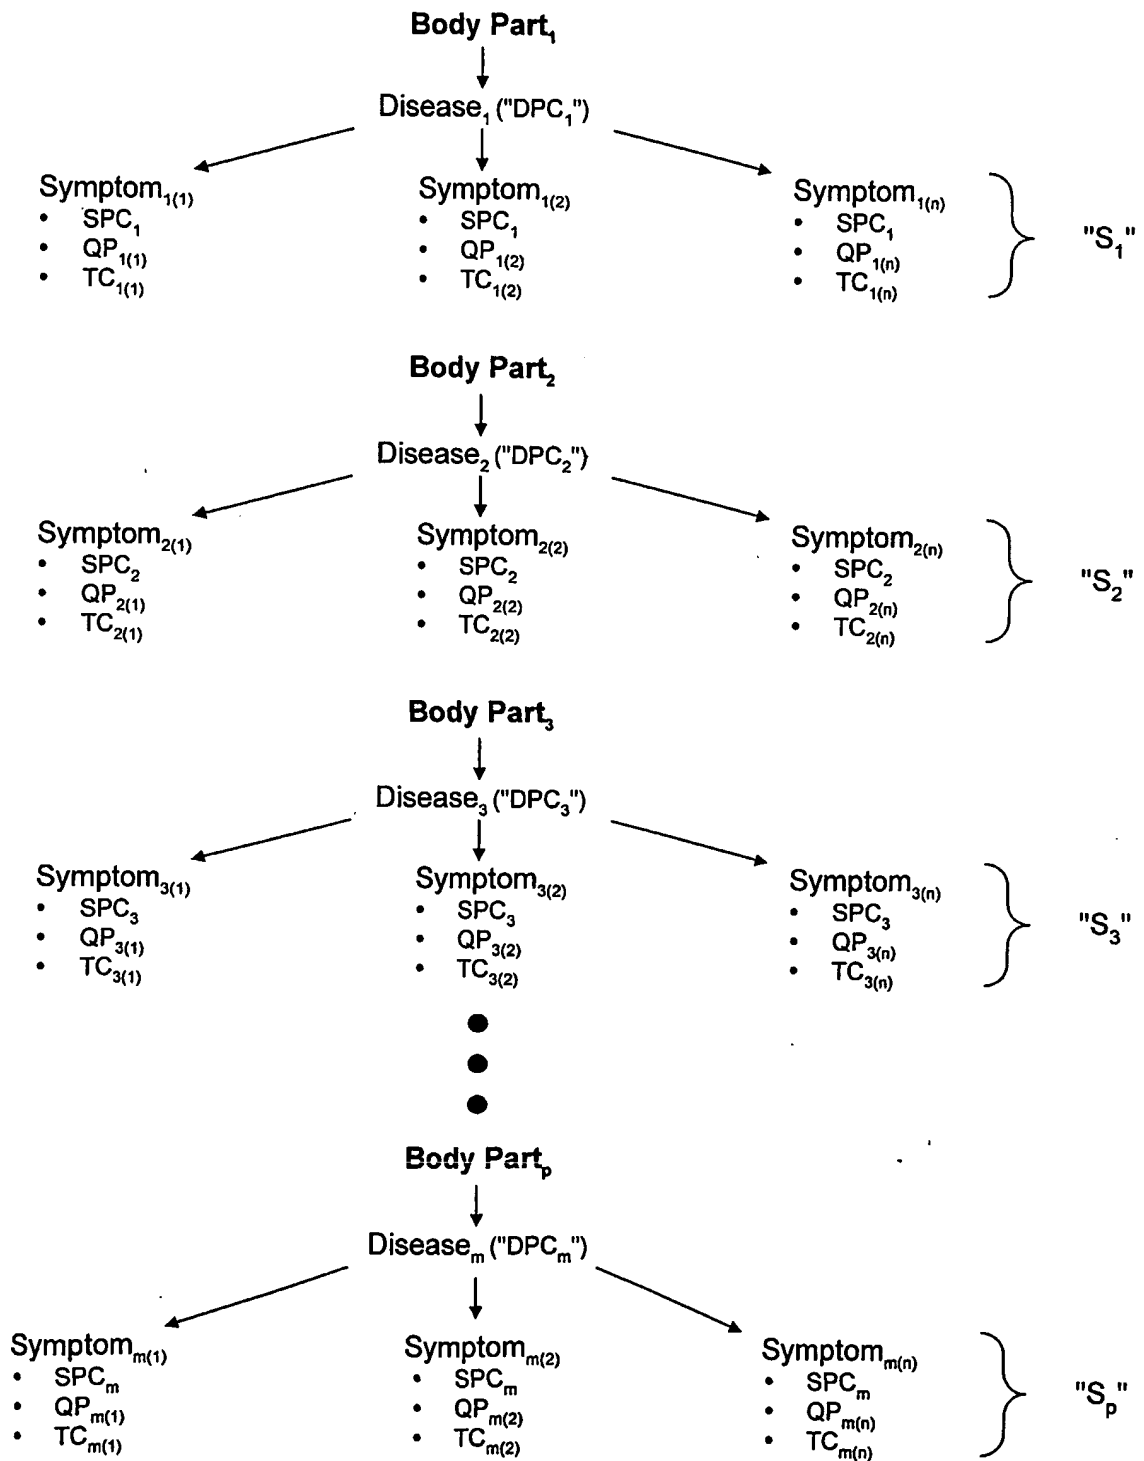 Body Part₁
Disease₁ ("DPC₁")
Symptom₁₍₁₎ Symptom₁₍₂₎ Symptom₁₍ₙ₎
• SPC₁ • SPC₁ • SPC₁
• QP₁₍₁₎ • QP₁₍₂₎ • QP₁₍ₙ₎
• TC₁₍₁₎ • TC₁₍₂₎ • TC₁₍ₙ₎
"S₁"
Body Part₂
Disease₂ ("DPC₂")
Symptom₂₍₁₎ Symptom₂₍₂₎ Symptom₂₍ₙ₎
• SPC₂ • SPC₂ • SPC₂
• QP₂₍₁₎ • QP₂₍₂₎ • QP₂₍ₙ₎
• TC₂₍₁₎ • TC₂₍₂₎ • TC₂₍ₙ₎
"S₂"
Body Part₃
Disease₃ ("DPC₃")
Symptom₃₍₁₎ Symptom₃₍₂₎ Symptom₃₍ₙ₎
• SPC₃ • SPC₃ • SPC₃
• QP₃₍₁₎ • QP₃₍₂₎ • QP₃₍ₙ₎
• TC₃₍₁₎ • TC₃₍₂₎ • TC₃₍ₙ₎
"S₃"
Body Partₚ
Diseaseₘ ("DPCₘ")
Symptomₘ₍₁₎ Symptomₘ₍₂₎ Symptomₘ₍ₙ₎
• SPCₘ • SPCₘ • SPCₘ
• QPₘ₍₁₎ • QPₘ₍₂₎ • QPₘ₍ₙ₎
• TCₘ₍₁₎ • TCₘ₍₂₎ • TCₘ₍ₙ₎
"Sₚ"